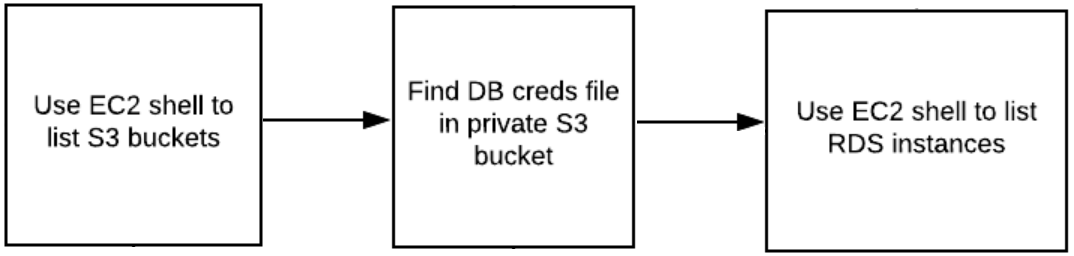 Use EC2 shell to
list S3 buckets
Find DB creds file
in private S3
bucket
Use EC2 shell to list
RDS instances